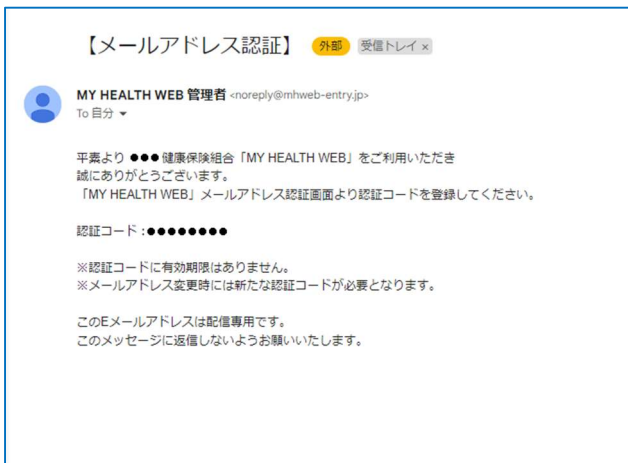 【メールアドレス認証】 外部 受信トレイ ×
MY HEALTH WEB 管理者 <noreply@mhweb-entry.jp>
To 自分
平素より ●●● 健康保険組合「MY HEALTH WEB」をご利用いただき
誠にありがとうございます。
「MY HEALTH WEB」メールアドレス認証画面より認証コードを登録してください。
認証コード:●●●●●●●●
※認証コードに有効期限はありません。
※メールアドレス変更時には新たな認証コードが必要となります。
このEメールアドレスは配信専用です。
このメッセージに返信しないようお願いいたします。